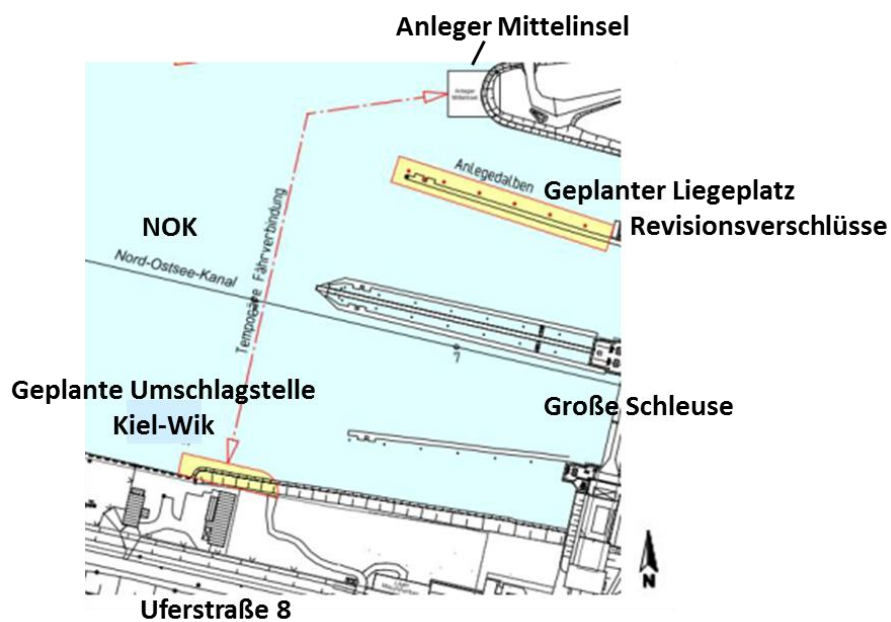 Anleger Mittelinsel
Anleger
Mittelinsel
Anlegedalben
Geplanter Liegeplatz
Revisionsverschlüsse
NOK
Nord-Ostsee-Kanal
Temporäre Fährverbindung
Geplante Umschlagstelle
Kiel-Wik
Große Schleuse
N
Uferstraße 8